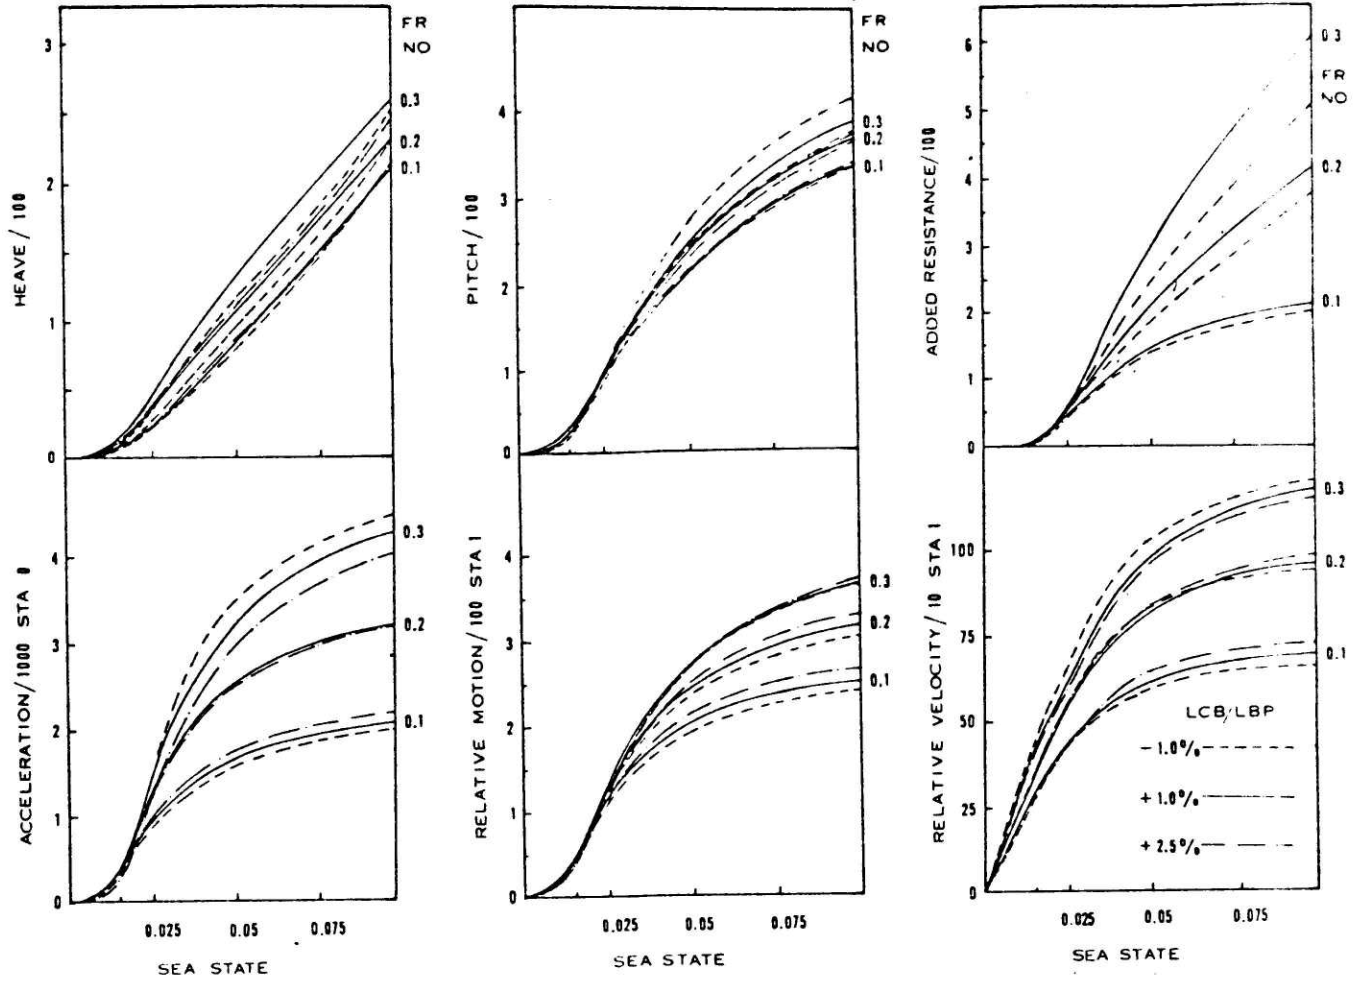 FR
NO
3
2
1
0
0.3
0.2
0.1
HEAVE / 100
FR
NO
4
3
2
1
0
0.3
0.2
0.1
PITCH / 100
6
5
4
3
2
1
0
0.3
FR
NO
0.2
0.1
ADDED RESISTANCE/100
4
3
2
1
0
0.3
0.2
0.1
ACCELERATION/1000 STA 0
0.025 0.05 0.075
SEA STATE
4
3
2
1
0
0.3
0.2
0.1
RELATIVE MOTION/100 STA 1
0.025 0.05 0.075
SEA STATE
100
75
50
25
0
0.3
0.2
0.1
RELATIVE VELOCITY/10 STA 1
LCB/LBP
-1.0%
+1.0%
+2.5%
0.025 0.05 0.075
SEA STATE